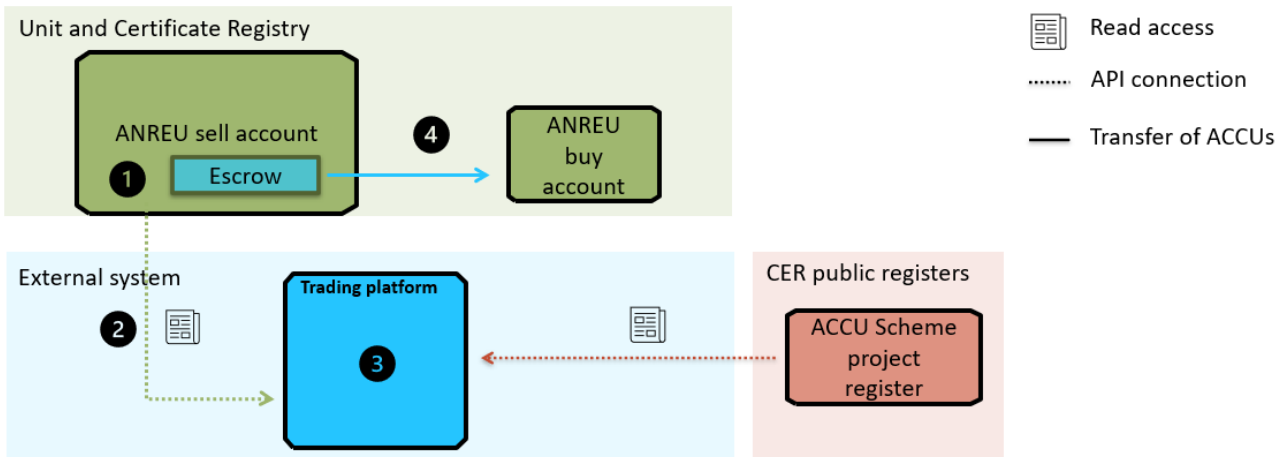 Unit and Certificate Registry
ANREU sell account
1
Escrow
4
ANREU
buy
account
Read access
API connection
Transfer of ACCUs
External system
2
Trading platform
3
CER public registers
ACCU Scheme
project
register